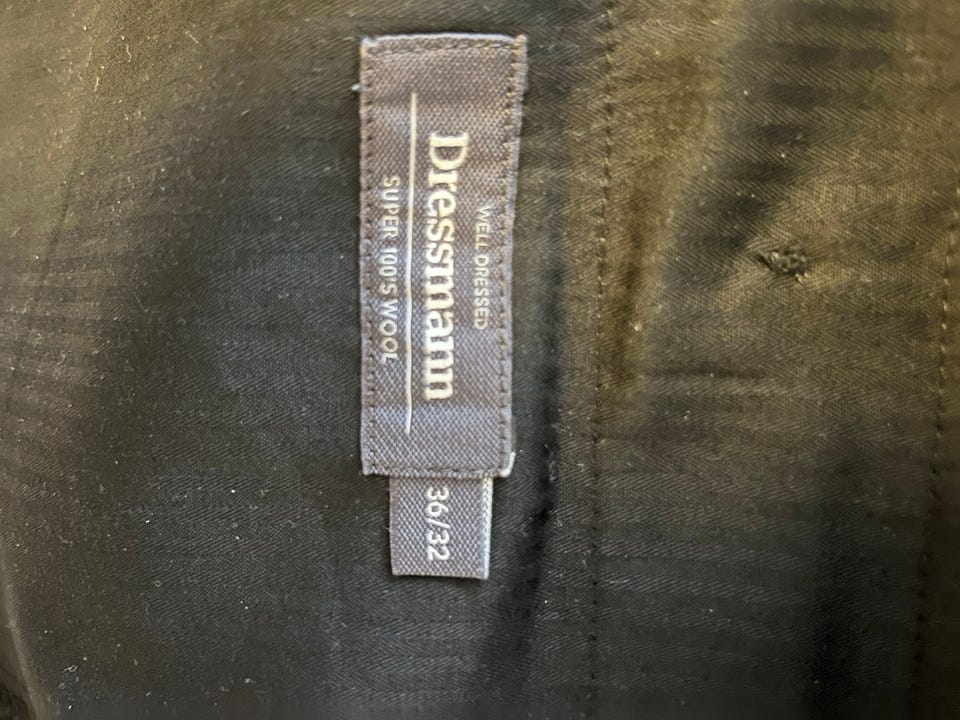 WELL DRESSED
Dressmann
SUPER 100'S WOOL
36/32